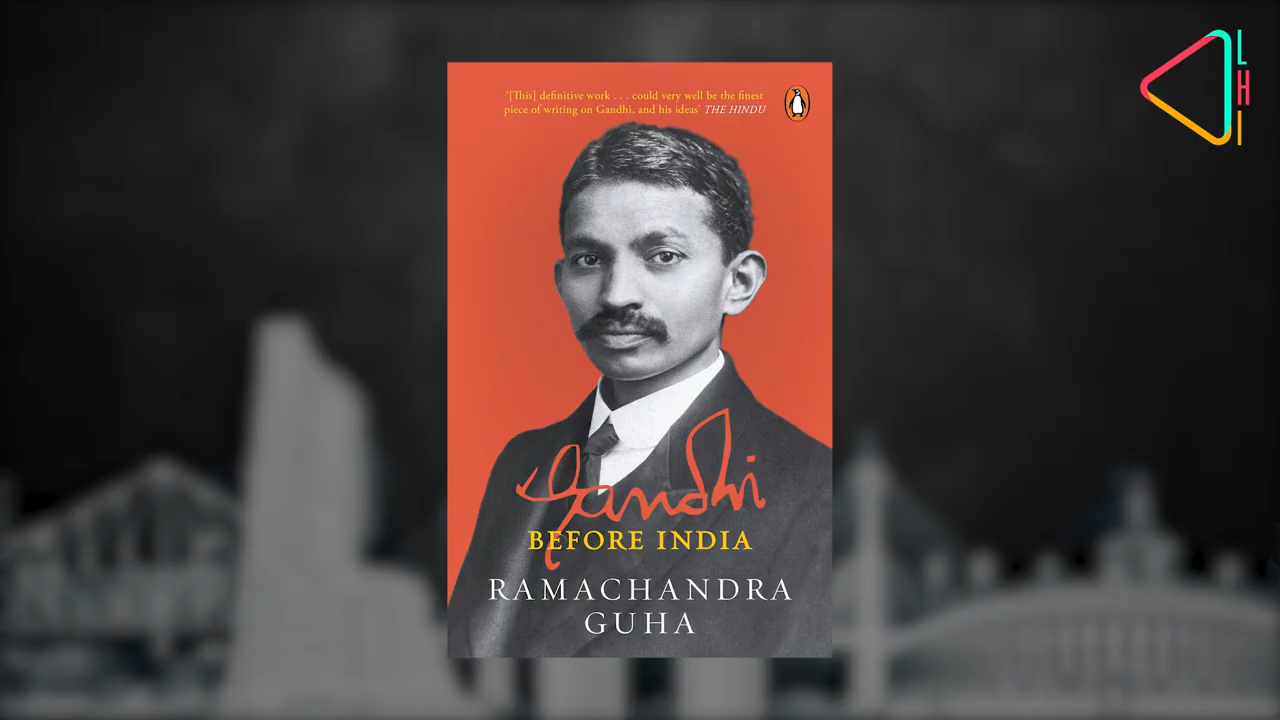 '[This] definitive work . . . could very well be the finest
piece of writing on Gandhi, and his ideas' THE HINDU
Gandhi
BEFORE INDIA
RAMACHANDRA
GUHA
LHI